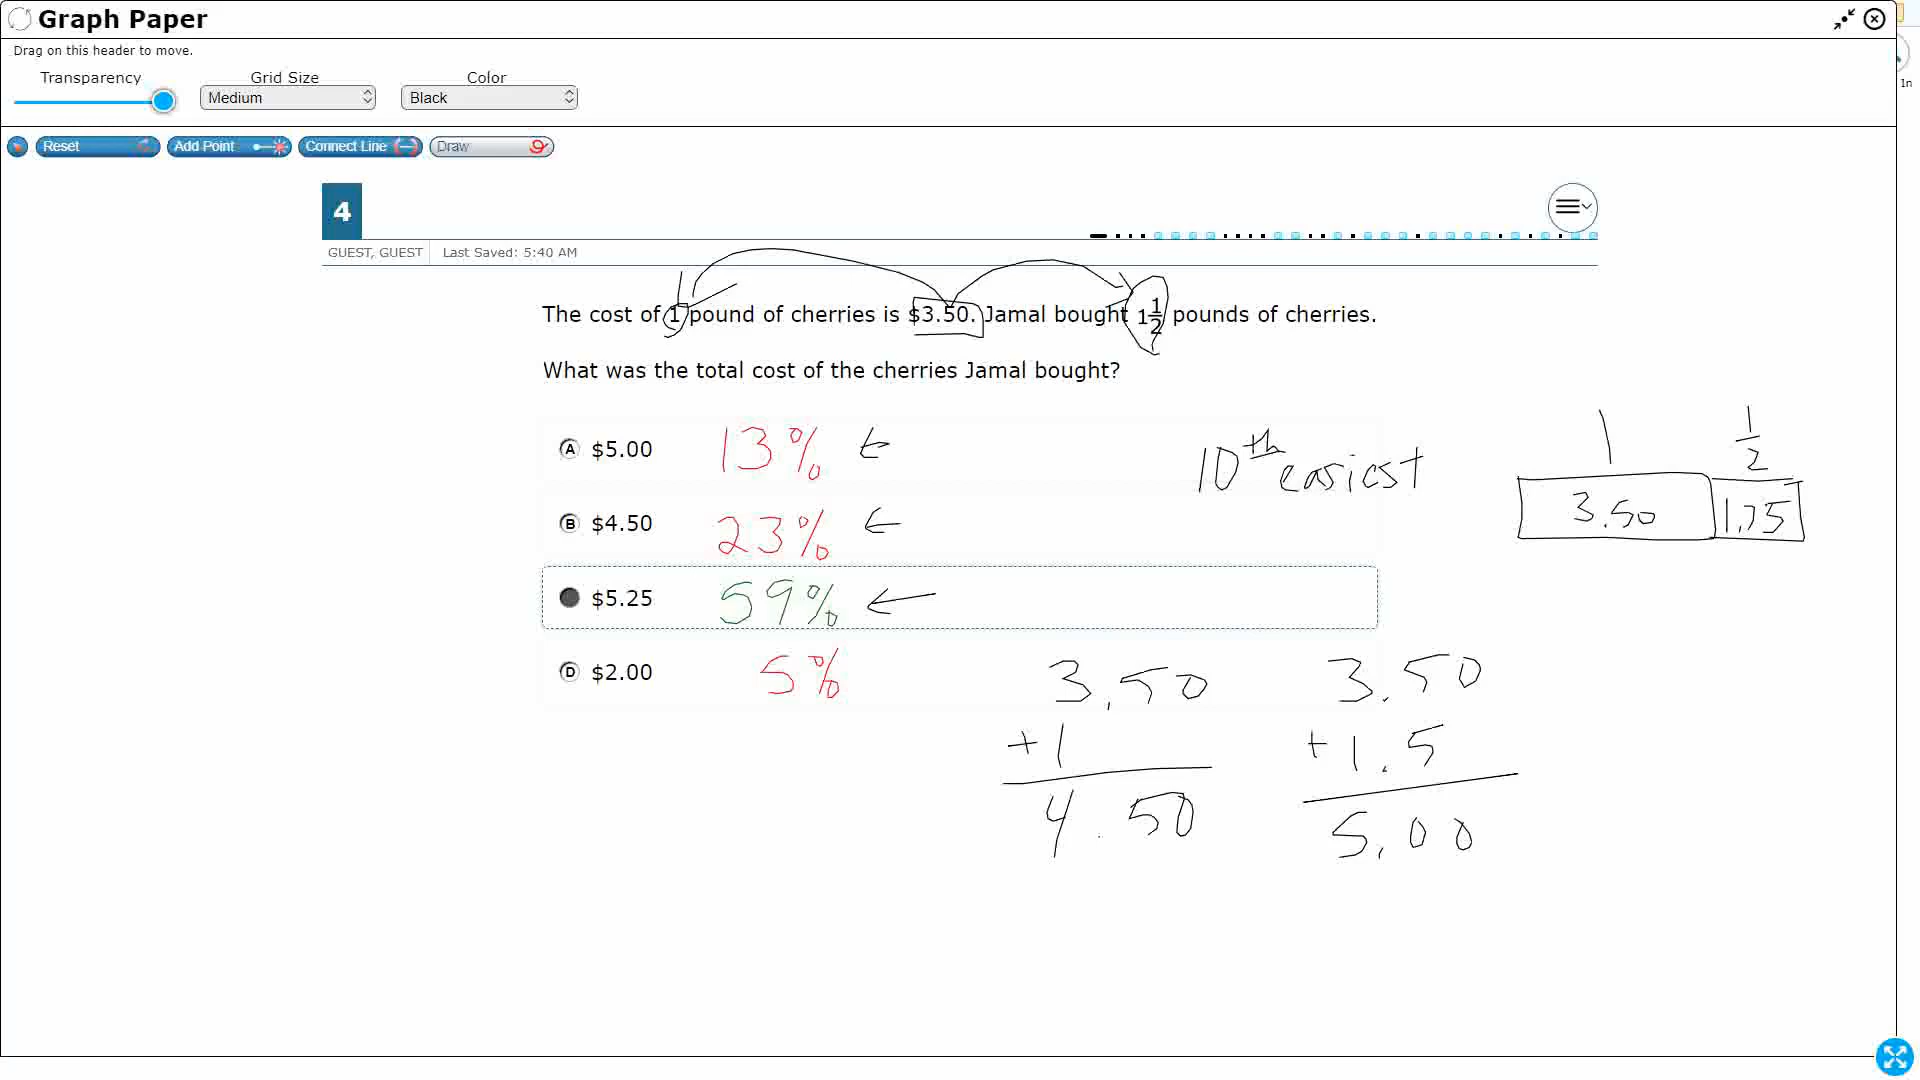 Graph Paper
Drag on this header to move.
Transparency Grid Size Color
Medium Black
Reset Add Point Connect Line Draw
4
GUEST, GUEST Last Saved: 5:40 AM
The cost of 1 pound of cherries is $3.50. Jamal bought 1 1/2 pounds of cherries.
What was the total cost of the cherries Jamal bought?
A $5.00 13%
B $4.50 23%
$5.25 59%
D $2.00 5%
10th easiest
1 1/2
3.50 1.75
3.50
+1
4.50
3.50
+1.5
5.00
1n